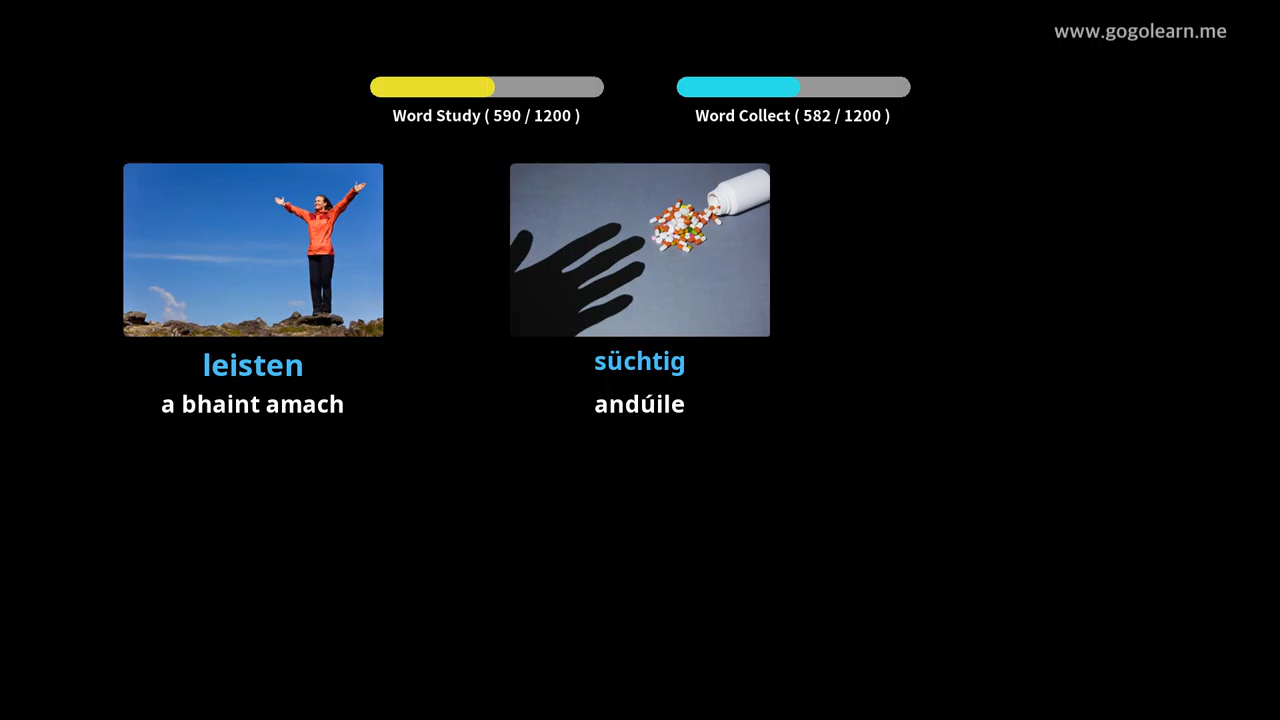 www.gogolearn.me
Word Study ( 590 / 1200 )
Word Collect ( 582 / 1200 )
leisten
a bhaint amach
süchtig
andúile